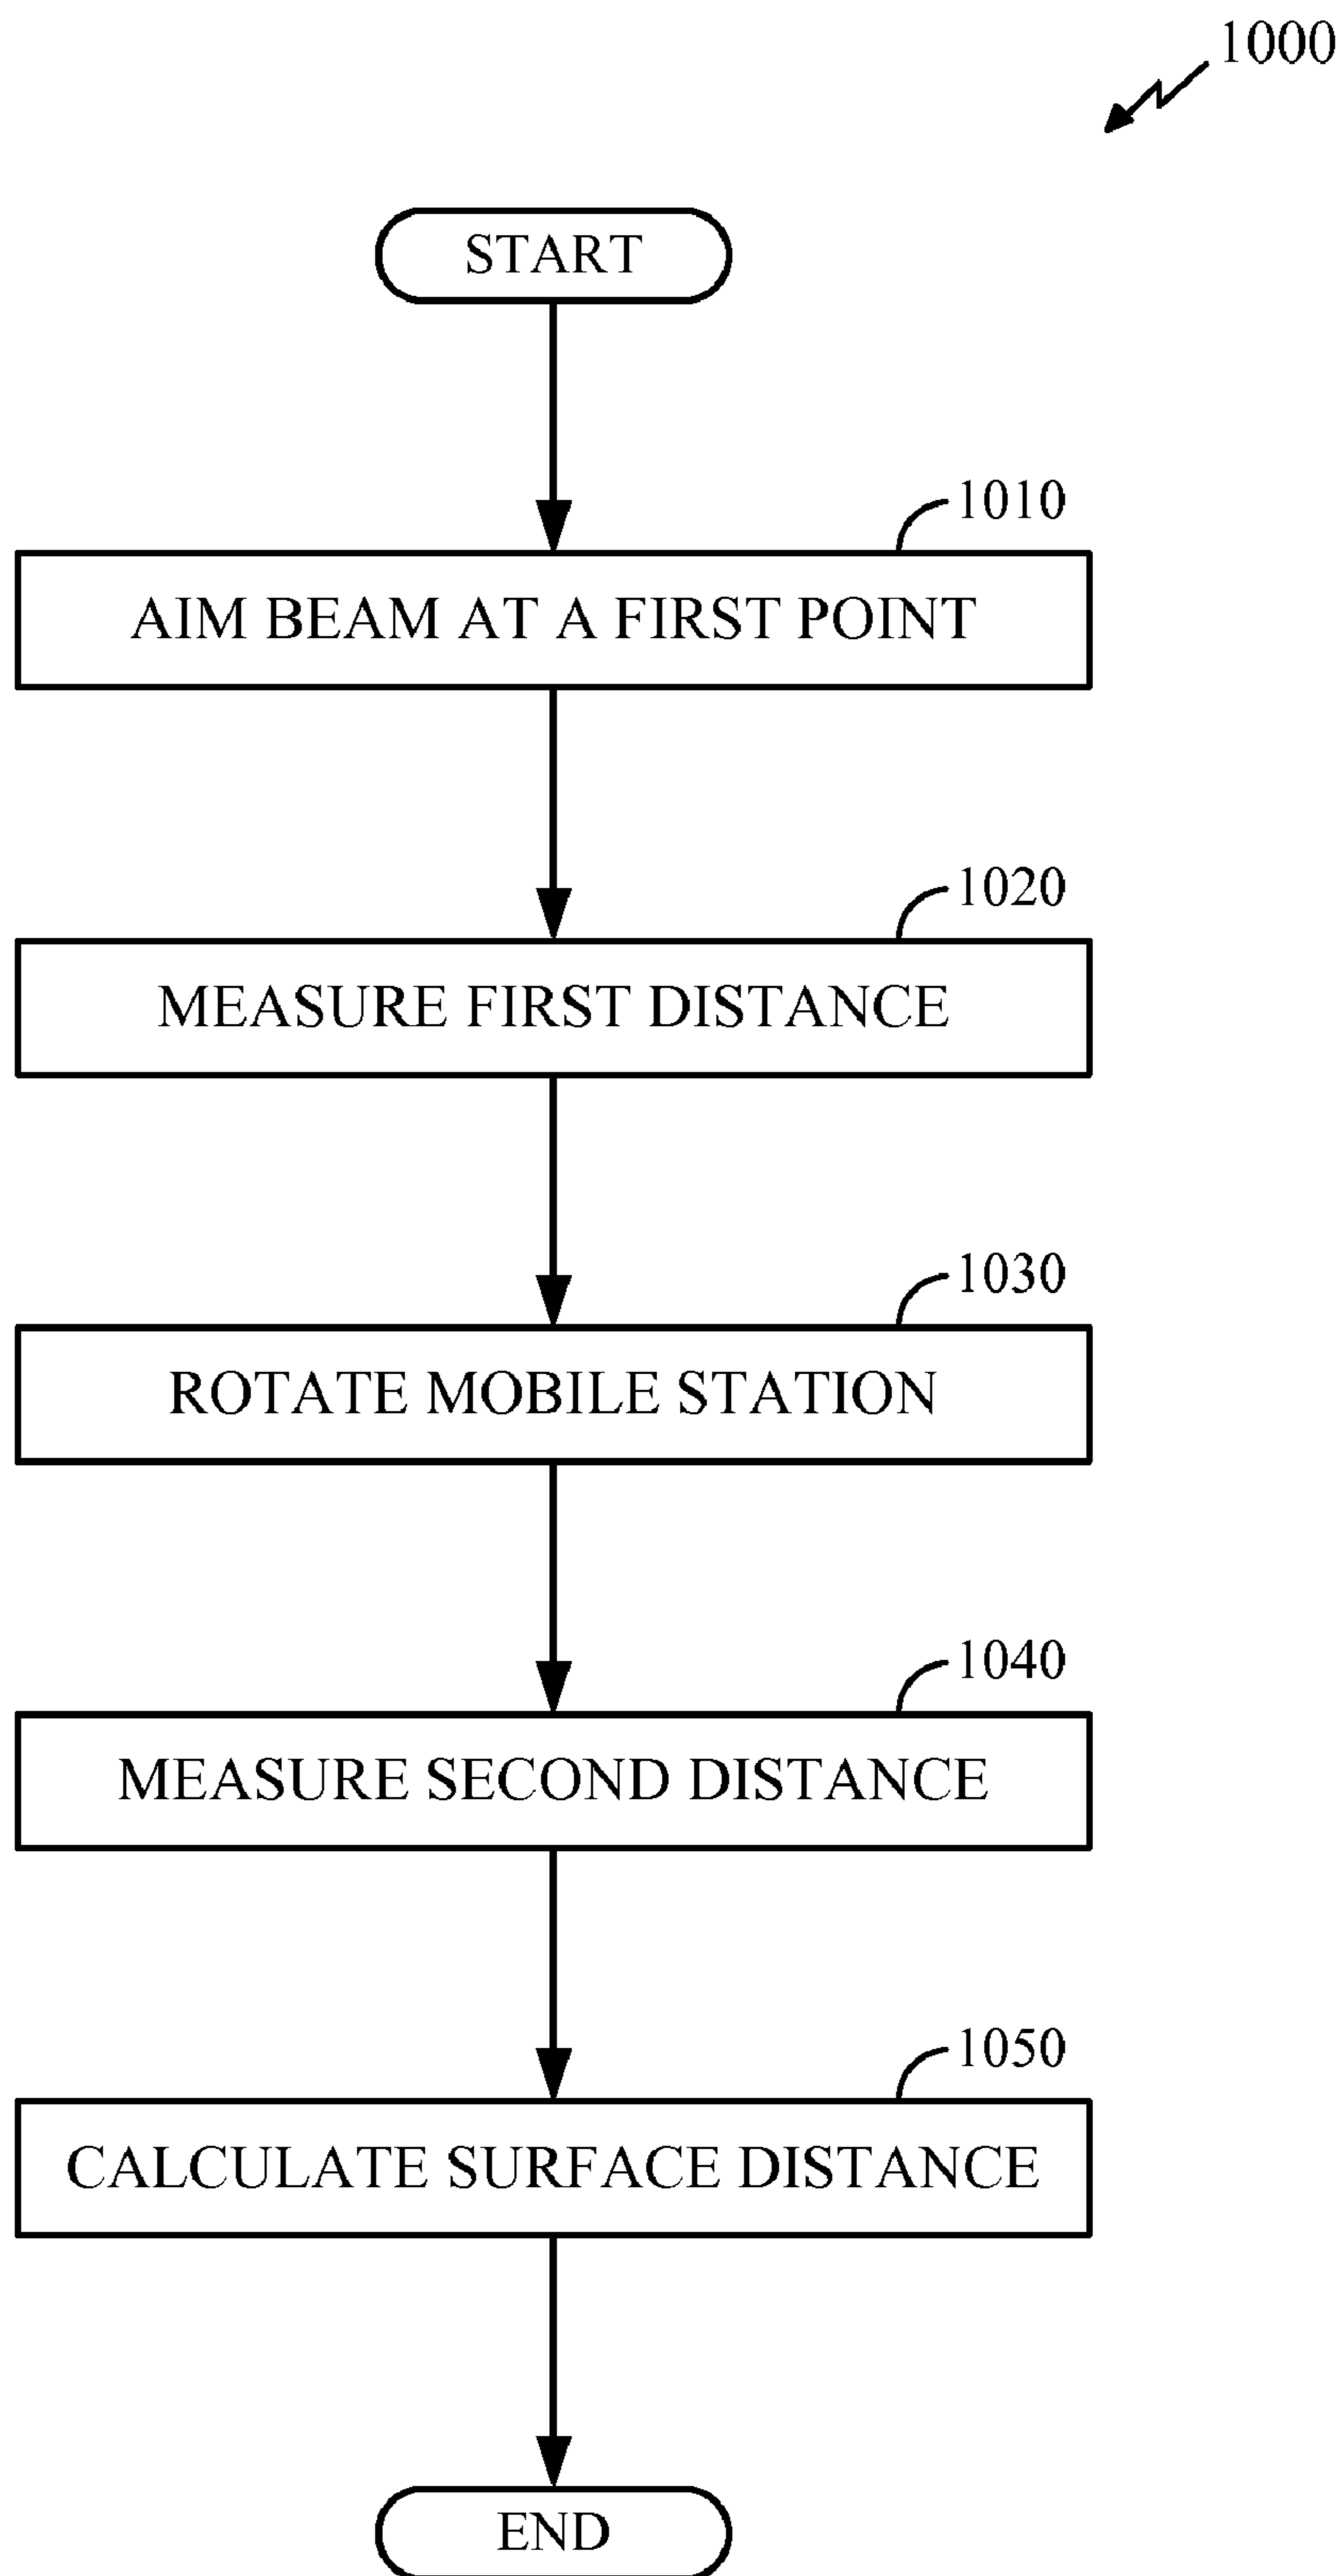 1000
START
1010
AIM BEAM AT A FIRST POINT
1020
MEASURE FIRST DISTANCE
1030
ROTATE MOBILE STATION
1040
MEASURE SECOND DISTANCE
1050
CALCULATE SURFACE DISTANCE
END